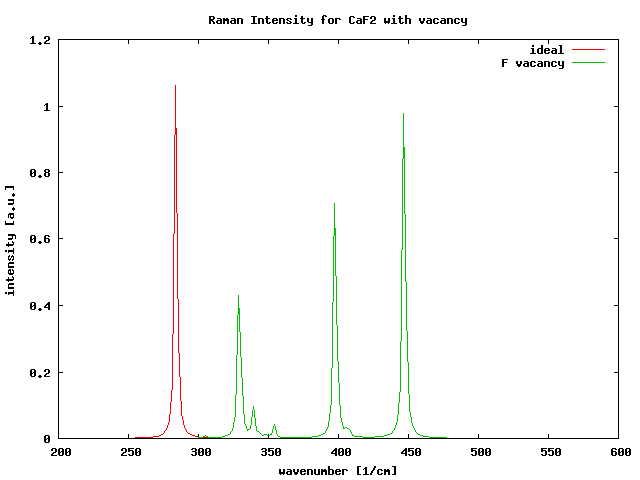 Raman Intensity for CaF2 with vacancy
ideal
F vacancy
intensity [a.u.]
1.2
1
0.8
0.6
0.4
0.2
0
200 250 300 350 400 450 500 550 600
wavenumber [1/cm]